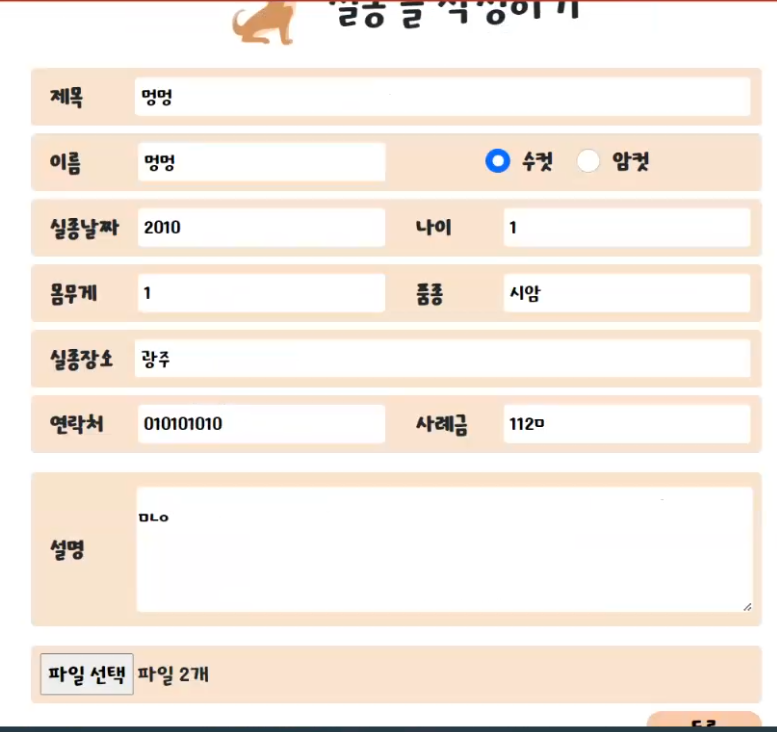 제목 멍멍
이름 멍멍 수컷 암컷
실종날짜 2010 나이 1
몸무게 1 품종 시암
실종장소 광주
연락처 010101010 사례금 112ㅁ
ㅁㄴㅇ
설명
파일 선택 파일 2개